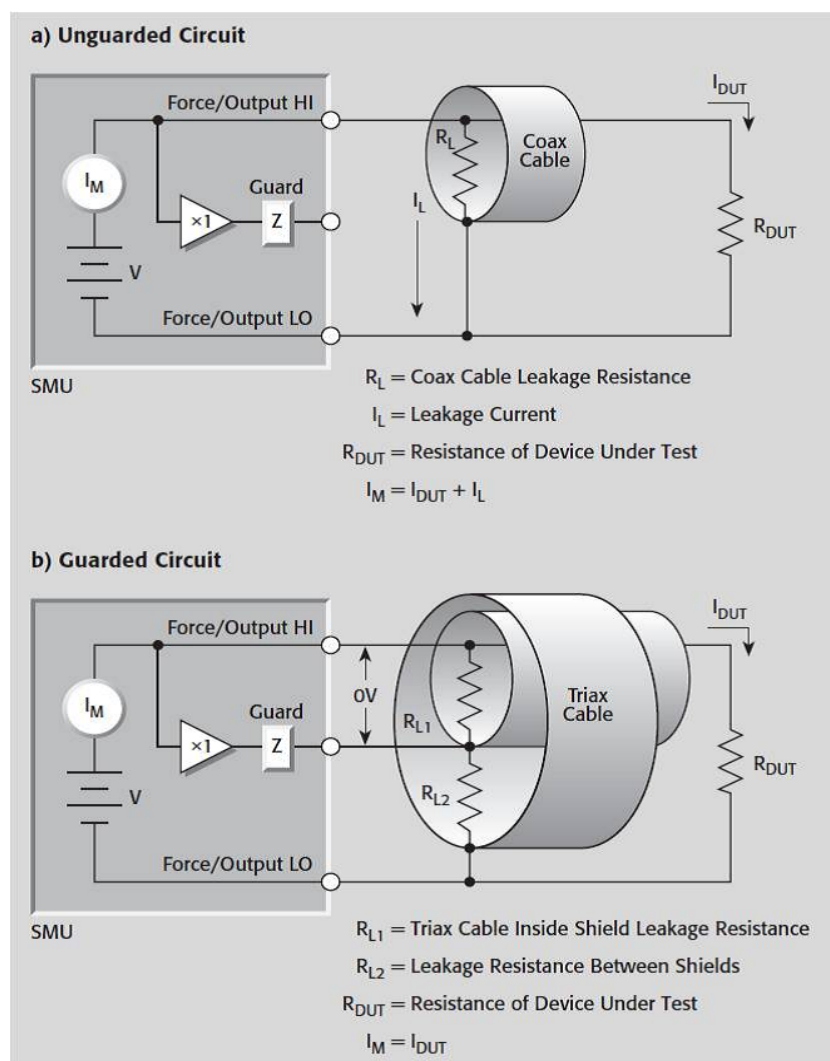 a) Unguarded Circuit
Force/Output HI
I_DUT
R_L
Coax
Cable
I_M
Guard
×1
Z
I_L
R_DUT
V
Force/Output LO
SMU
R_L = Coax Cable Leakage Resistance
I_L = Leakage Current
R_DUT = Resistance of Device Under Test
I_M = I_DUT + I_L
b) Guarded Circuit
Force/Output HI
I_DUT
I_M
0V
Guard
Triax
Cable
R_L1
×1
Z
R_DUT
V
R_L2
Force/Output LO
SMU
R_L1 = Triax Cable Inside Shield Leakage Resistance
R_L2 = Leakage Resistance Between Shields
R_DUT = Resistance of Device Under Test
I_M = I_DUT